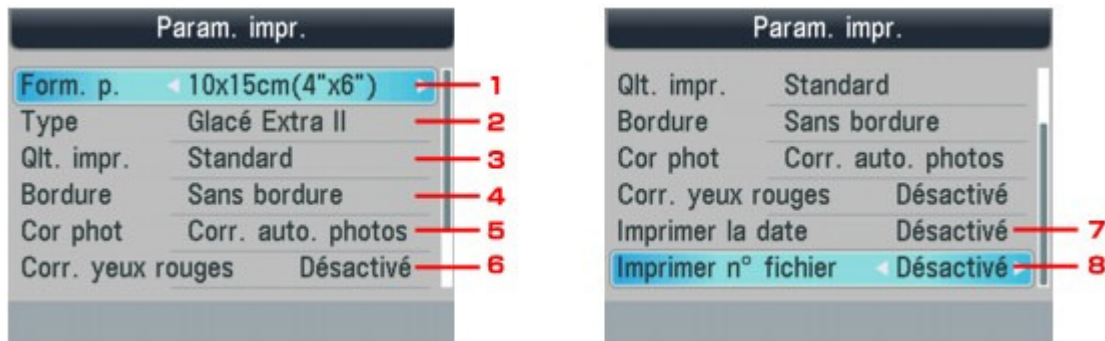 Param. impr.
Form. p. 10x15cm(4"x6") 1
Type Glacé Extra II 2
Qlt. impr. Standard 3
Bordure Sans bordure 4
Cor phot Corr. auto. photos 5
Corr. yeux rouges Désactivé 6
Param. impr.
Qlt. impr. Standard
Bordure Sans bordure
Cor phot Corr. auto. photos
Corr. yeux rouges Désactivé
Imprimer la date Désactivé 7
Imprimer n° fichier Désactivé 8